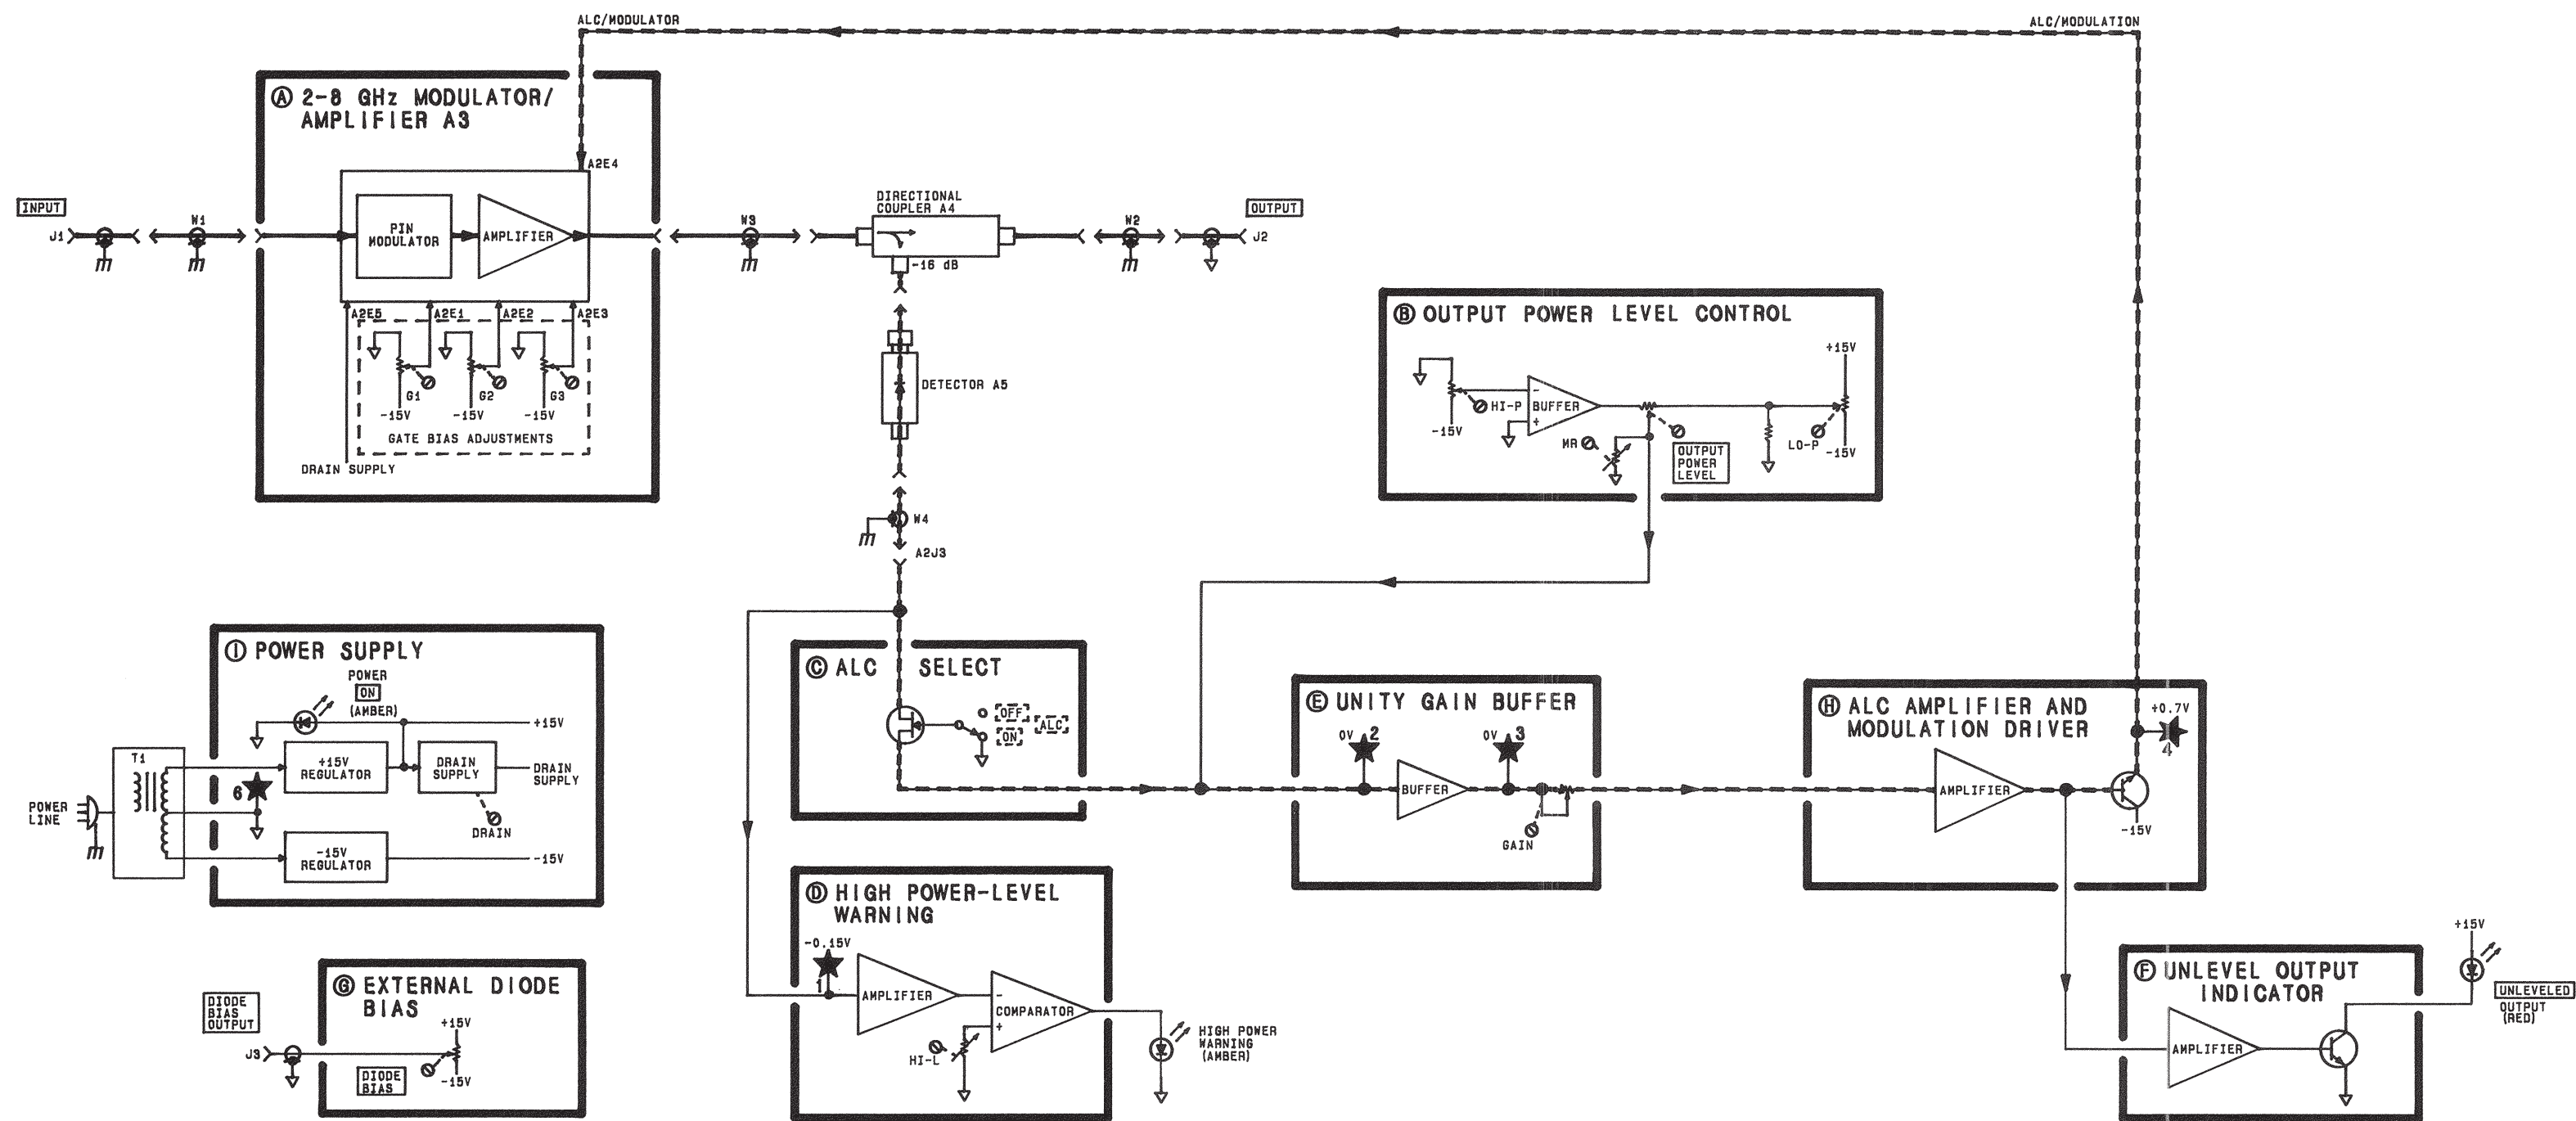 ALC/MODULATOR
ALC/MODULATION
Ⓐ 2-8 GHz MODULATOR/
AMPLIFIER A3
A2E4
INPUT
J1
W1
PIN
MODULATOR
AMPLIFIER
W3
DIRECTIONAL
COUPLER A4
-16 dB
W2
OUTPUT
J2
A2E5
A2E1
A2E2
A2E3
G1
G2
G3
-15V
-15V
-15V
GATE BIAS ADJUSTMENTS
DRAIN SUPPLY
DETECTOR A5
W4
A2J3
Ⓑ OUTPUT POWER LEVEL CONTROL
+15V
HI-P
-
BUFFER
+
-15V
MR
OUTPUT
POWER
LEVEL
LO-P
-15V
Ⓘ POWER SUPPLY
POWER
ON
(AMBER)
+15V
T1
+15V
REGULATOR
DRAIN
SUPPLY
DRAIN
SUPPLY
6
POWER
LINE
DRAIN
-15V
REGULATOR
-15V
Ⓒ ALC SELECT
OFF
ALC
ON
Ⓔ UNITY GAIN BUFFER
0V
2
0V
3
BUFFER
GAIN
Ⓗ ALC AMPLIFIER AND
MODULATION DRIVER
+0.7V
4
AMPLIFIER
-15V
Ⓓ HIGH POWER-LEVEL
WARNING
-0.15V
1
AMPLIFIER
-
COMPARATOR
+
HI-L
HIGH POWER
WARNING
(AMBER)
Ⓖ EXTERNAL DIODE
BIAS
DIODE
BIAS
OUTPUT
J3
+15V
DIODE
BIAS
-15V
Ⓕ UNLEVEL OUTPUT
INDICATOR
AMPLIFIER
+15V
UNLEVELED
OUTPUT
(RED)